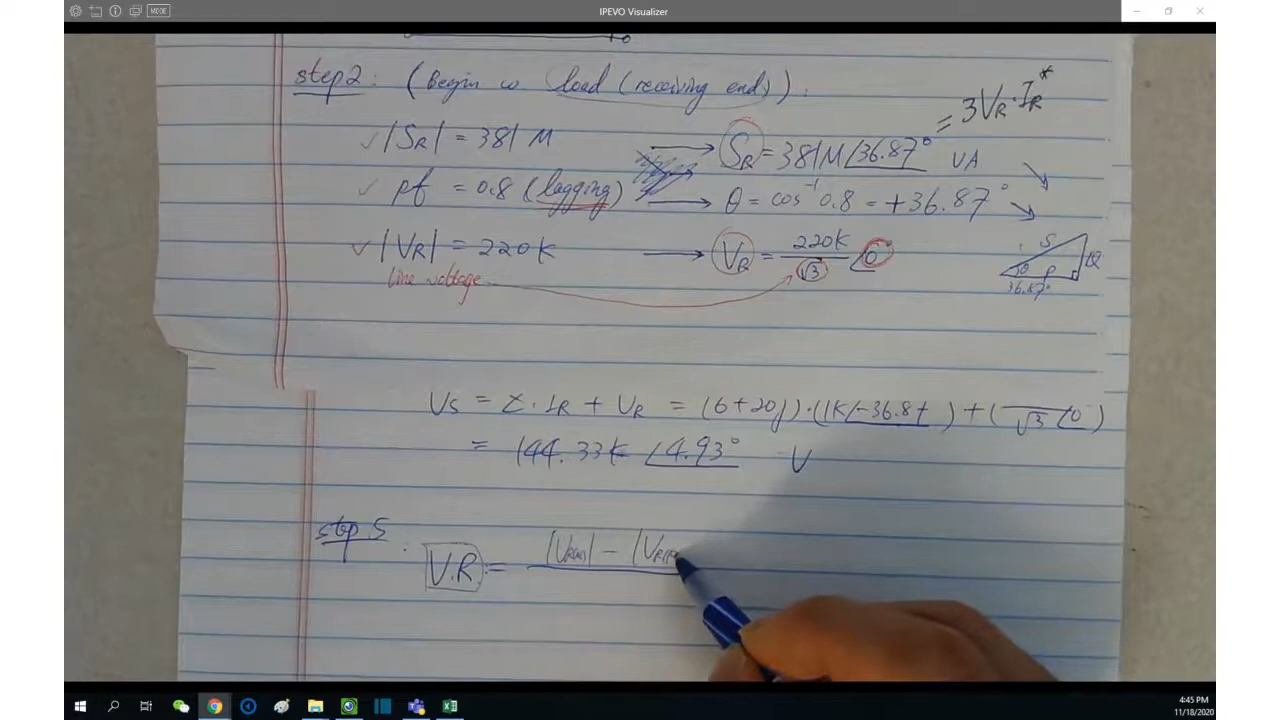 IPEVO Visualizer
MODE
step2: (Begin w load (receiving end)).
= 3VR·IR*
|SR| = 381 M → SR = 381M∠36.87° VA
pf = 0.8 (lagging) → θ = cos⁻¹ 0.8 = +36.87°
|VR| = 220k → VR = 220k/√3 ∠0°
Line voltage
S
θ P Q
36.87°
VS = Z·IR + VR = (6+20j)·(1k∠-36.87) + (√3∠0)
= 144.33k ∠4.93° V
step 5:
V.R = |VR(NL)| - |VR(
4:45 PM
11/18/2020